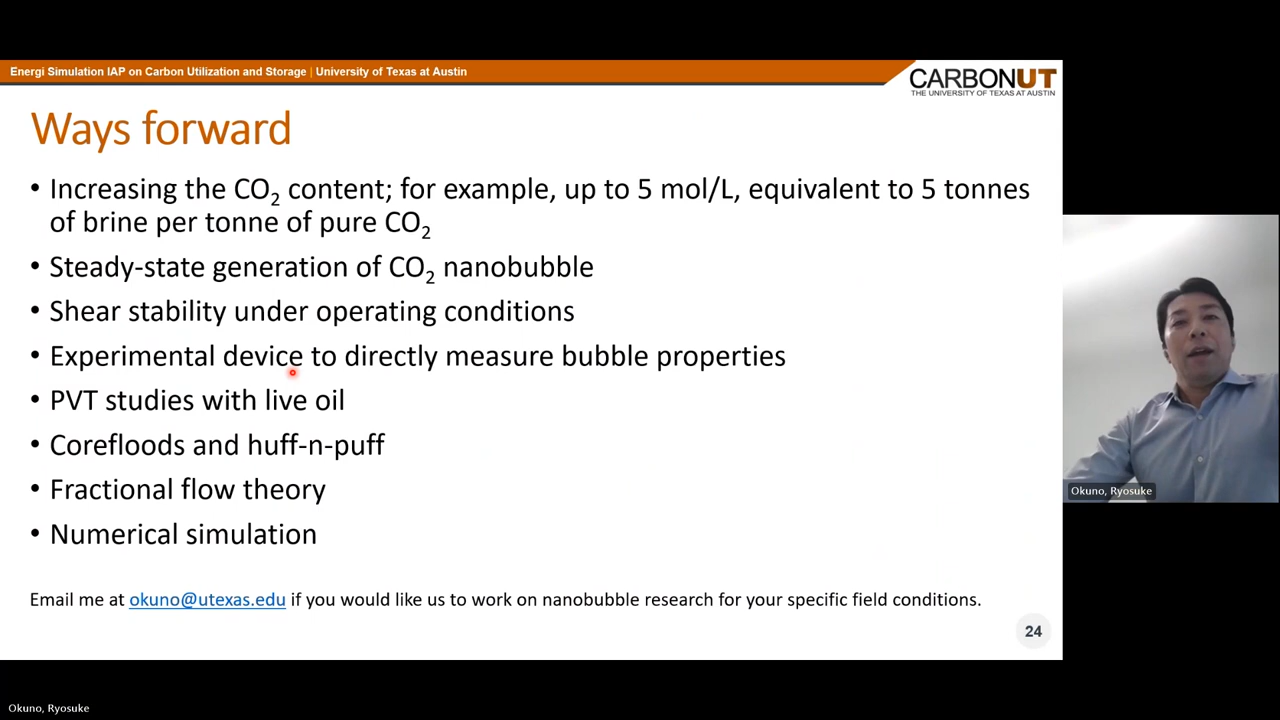 Energi Simulation IAP on Carbon Utilization and Storage | University of Texas at Austin
CARBONUT
THE UNIVERSITY OF TEXAS AT AUSTIN
Ways forward
• Increasing the CO₂ content; for example, up to 5 mol/L, equivalent to 5 tonnes
of brine per tonne of pure CO₂
• Steady-state generation of CO₂ nanobubble
• Shear stability under operating conditions
• Experimental device to directly measure bubble properties
• PVT studies with live oil
• Corefloods and huff-n-puff
• Fractional flow theory
• Numerical simulation
Email me at okuno@utexas.edu if you would like us to work on nanobubble research for your specific field conditions.
24
Okuno, Ryosuke
Okuno, Ryosuke